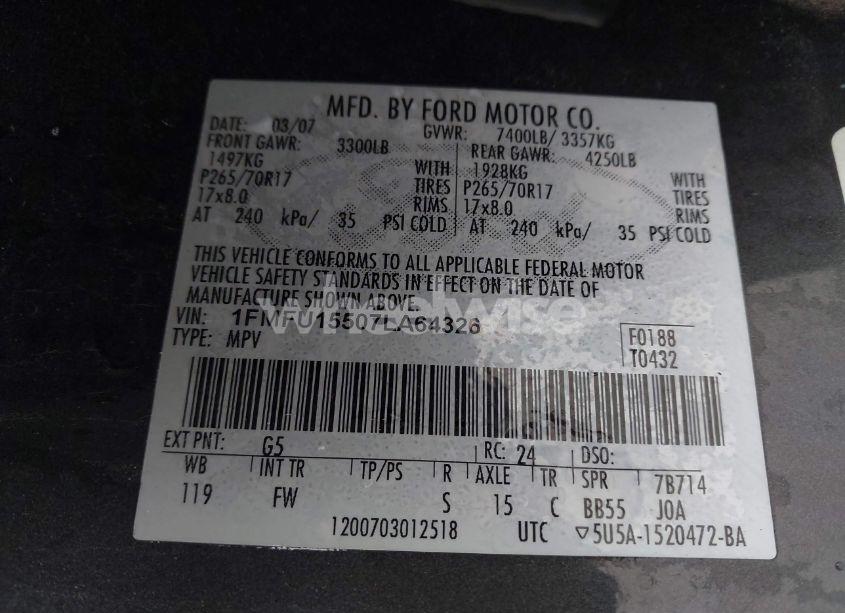 MFD. BY FORD MOTOR CO.
DATE: 03/07 GVWR: 7400LB/ 3357KG
FRONT GAWR: 3300LB REAR GAWR: 4250LB
1497KG WITH 1928KG WITH
P265/70R17 TIRES P265/70R17 TIRES
17x8.0 RIMS 17x8.0 RIMS
AT 240 kPa/ 35 PSI COLD AT 240 kPa/ 35 PSI COLD
THIS VEHICLE CONFORMS TO ALL APPLICABLE FEDERAL MOTOR
VEHICLE SAFETY STANDARDS IN EFFECT ON THE DATE OF
MANUFACTURE SHOWN ABOVE.
wheelwise
VIN: 1FMFU15507LA64326
TYPE: MPV
F0188
T0432
EXT PNT: G5 RC: 24 DSO:
WB INT TR TP/PS R AXLE TR SPR 7B714
119 FW S 15 C BB55 J0A
1200703012518 UTC ▽5U5A-1520472-BA